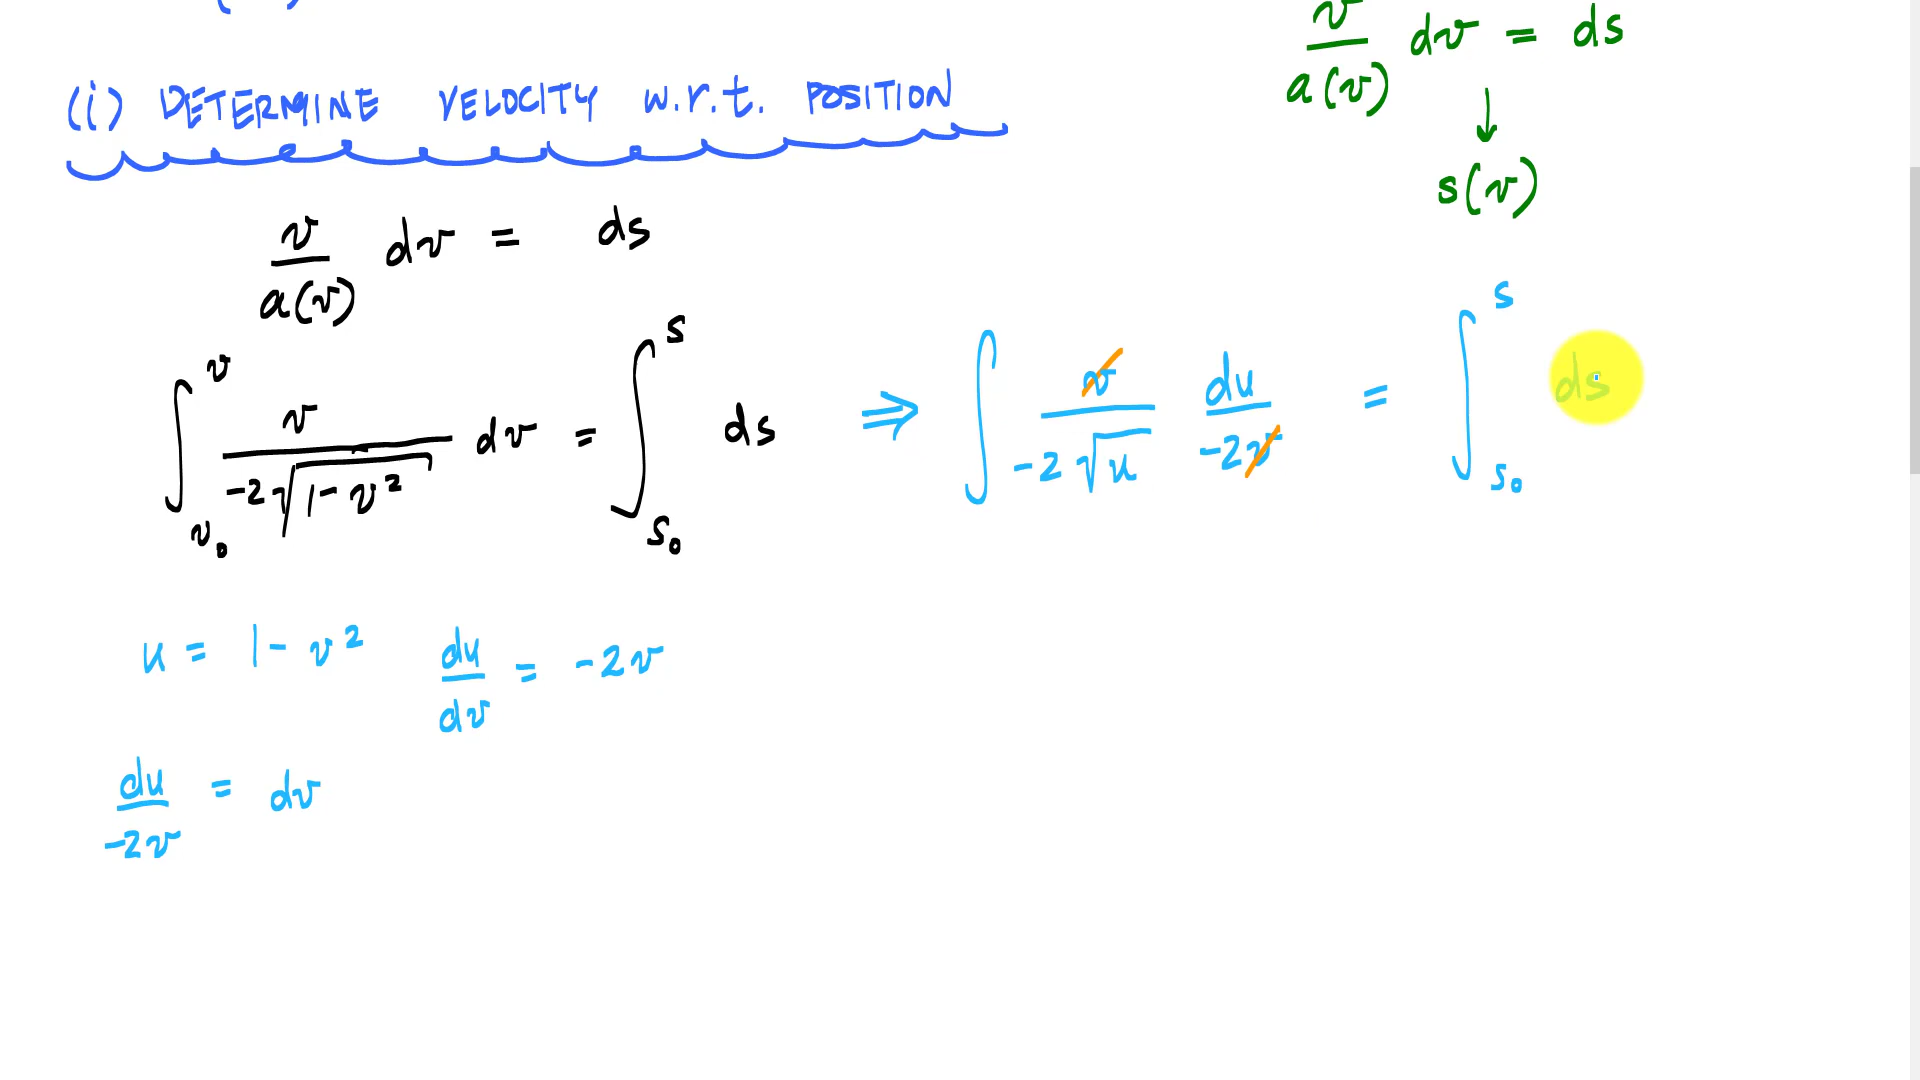 (i) DETERMINE VELOCITY w.r.t. POSITION
v/a(v) dv = ds
↓
s(v)
v/a(v) dv = ds
∫_{v₀}^{v} v/(-2√(1-v²)) dv = ∫_{s₀}^{s} ds ⇒ ∫ v/(-2√u) du/(-2v) = ∫_{s₀}^{s} ds
u = 1-v² du/dv = -2v
du/(-2v) = dv